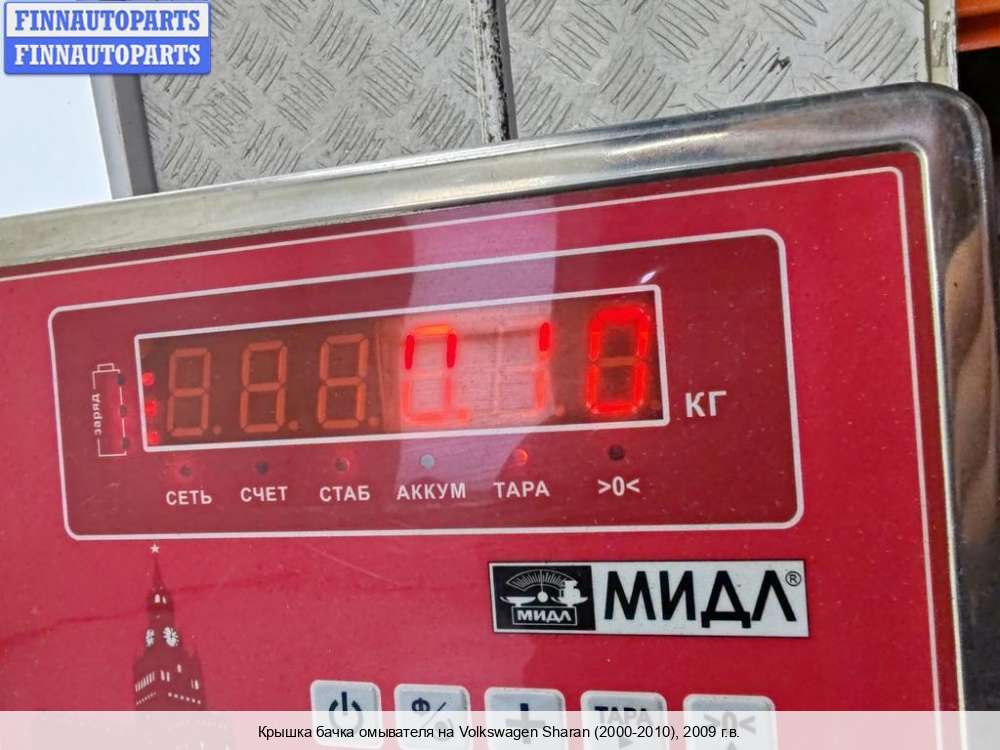 FINNAUTOPARTS
FINNAUTOPARTS
0.10
КГ
заряд
СЕТЬ СЧЕТ СТАБ АККУМ ТАРА >0<
МИДЛ МИДЛ®
Ф/
+ ТАРА >0<
Крышка бачка омывателя на Volkswagen Sharan (2000-2010), 2009 г.в.